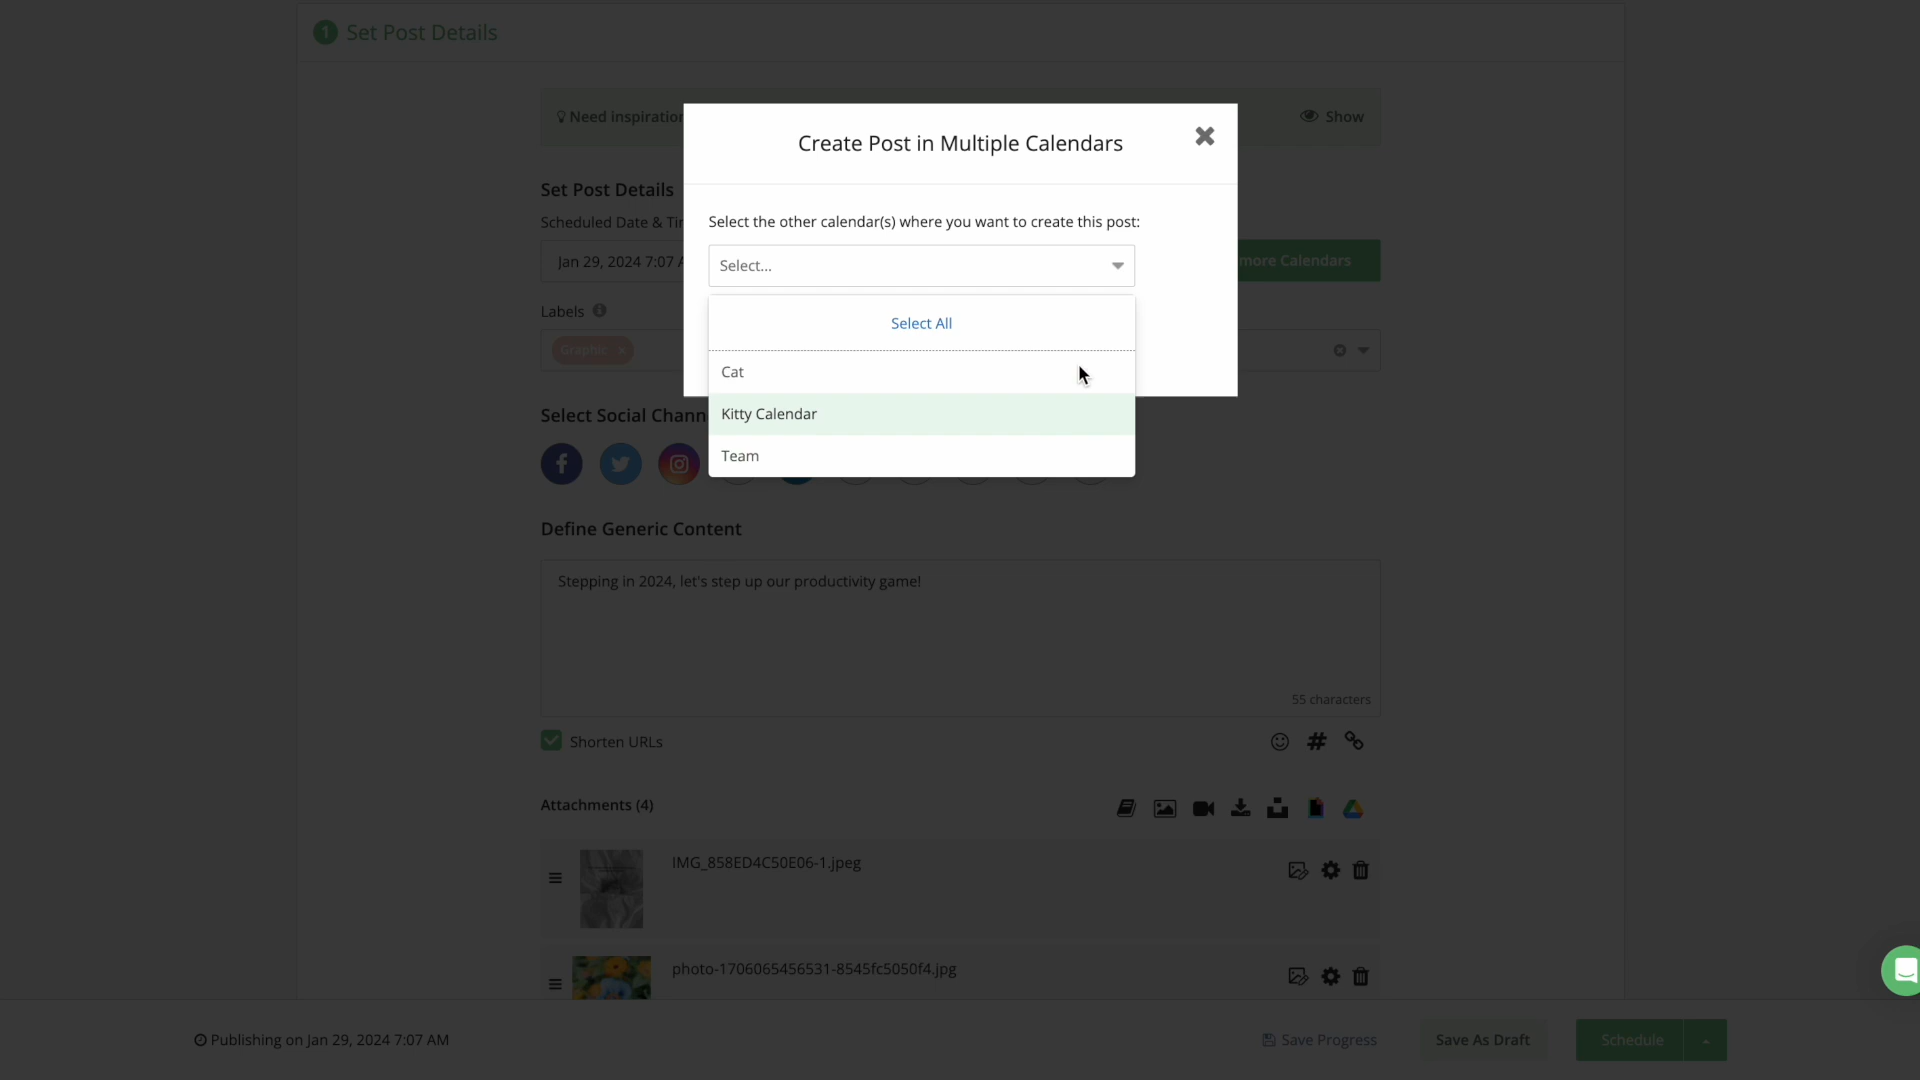 1 Set Post Details
Need inspiration
Show
Create Post in Multiple Calendars
Set Post Details
Select the other calendar(s) where you want to create this post:
Scheduled Date &
Jan 29, 2024 7:07
Select...
more Calendars
Labels
Select All
Graphic
Cat
Kitty Calendar
Select Social
Team
Define Generic Content
Stepping in 2024, let's step up our productivity game!
55 characters
Shorten URLs
Attachments (4)
IMG_858ED4C50E06-1.jpeg
photo-1706065456531-8545fc5050f4.jpg
Publishing on Jan 29, 2024 7:07 AM
Save Progress
Save As Draft
Schedule